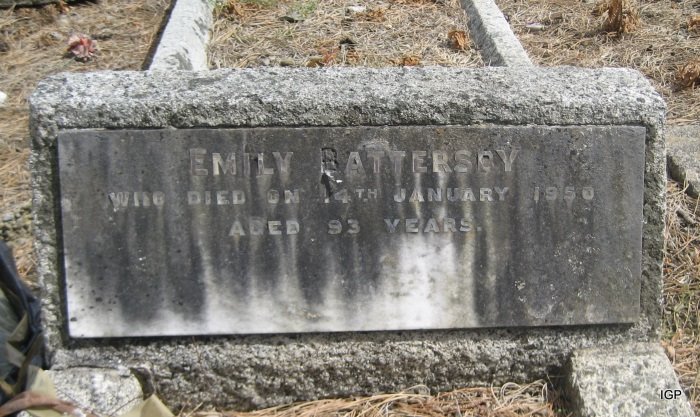 EMILY BATTERSBY
WHO DIED ON 14TH JANUARY 1950
AGED 93 YEARS.
IGP